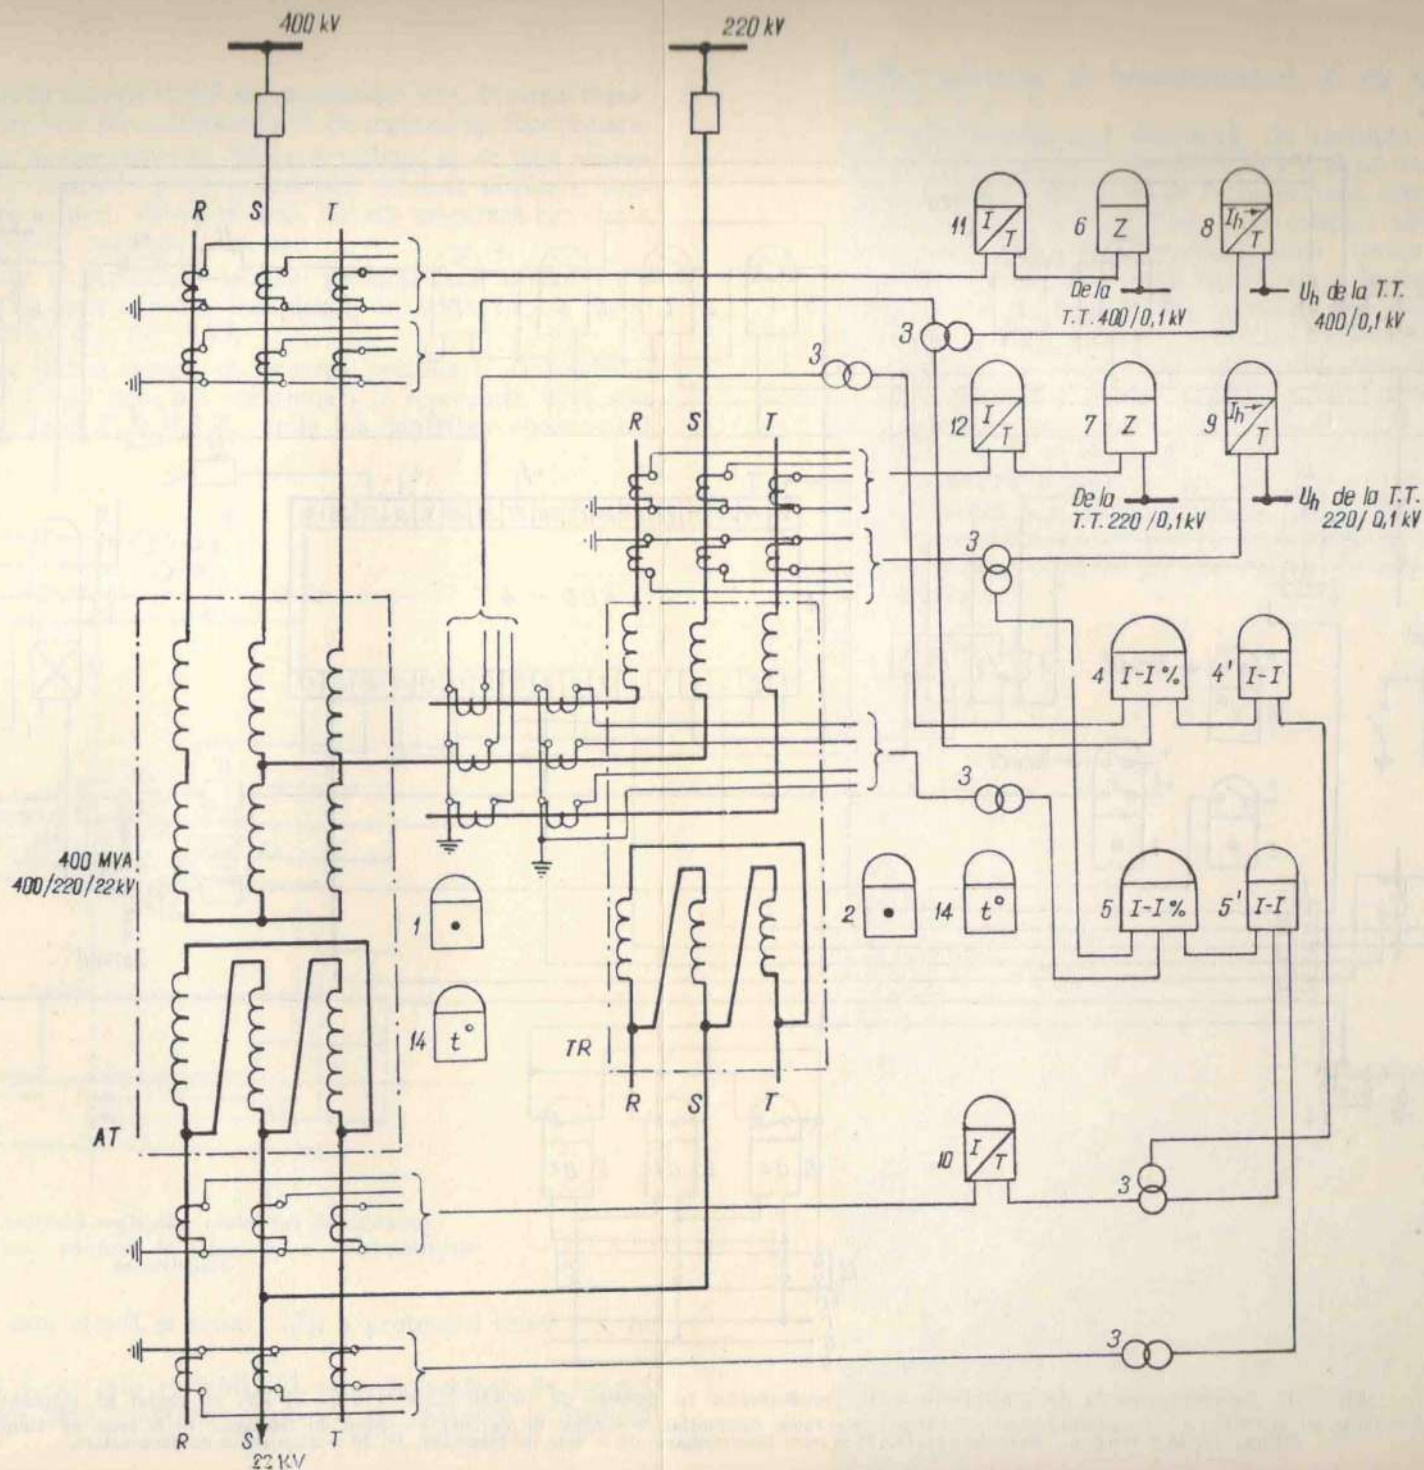 400 kV
220 kV
R S T
11 I/T
6 Z
8 Ih/T
De la
T.T. 400/0,1 kV
Uh de la T.T.
400/0,1 kV
3
3
R S T
12 I/T
7 Z
9 Ih/T
De la
T.T. 220/0,1 kV
Uh de la T.T.
220/0,1 kV
3
4 I-I%
4' I-I
3
400 MVA
400/220/22 kV
1
2
14 t°
5 I-I%
5' I-I
14 t°
TR
R S T
AT
10 I/T
3
3
R S T
22 KV